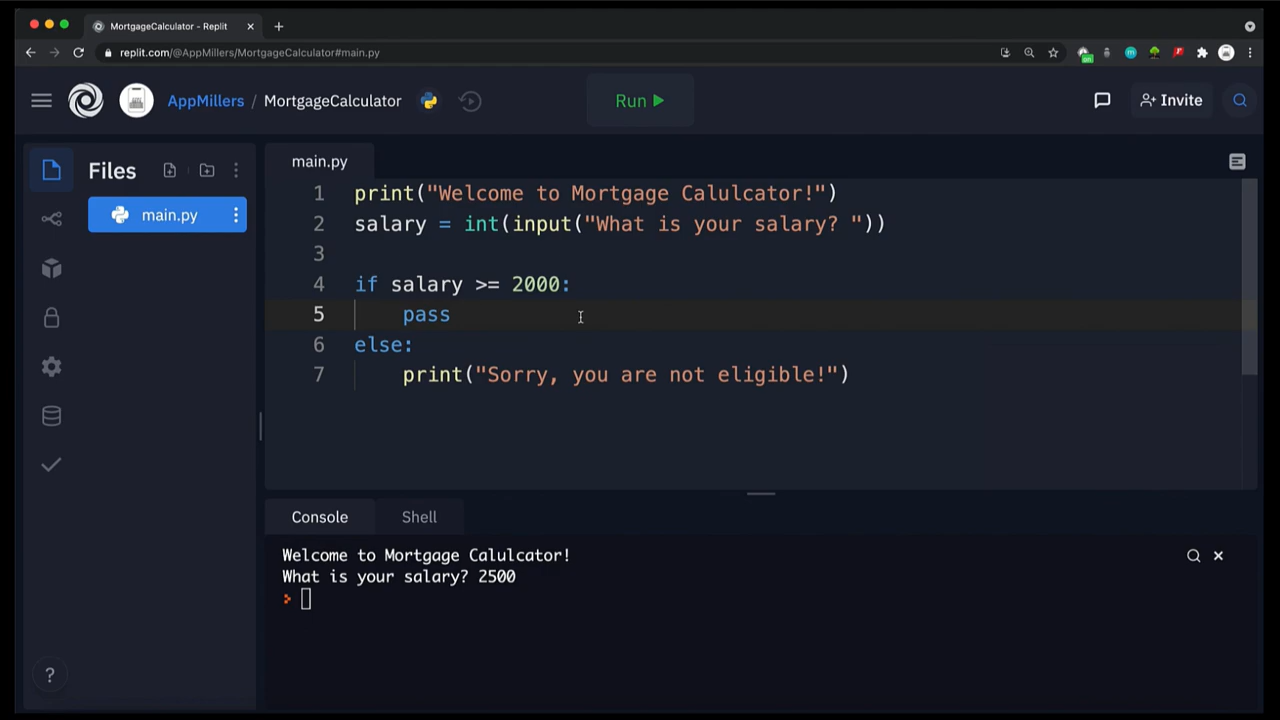 MortgageCalculator - Replit
replit.com/@AppMillers/MortgageCalculator#main.py
AppMillers / MortgageCalculator
Run
Invite
Files
main.py
main.py
1 print("Welcome to Mortgage Calulcator!")
2 salary = int(input("What is your salary? "))
3
4 if salary >= 2000:
5 pass
6 else:
7 print("Sorry, you are not eligible!")
Console Shell
Welcome to Mortgage Calulcator!
What is your salary? 2500
>
?